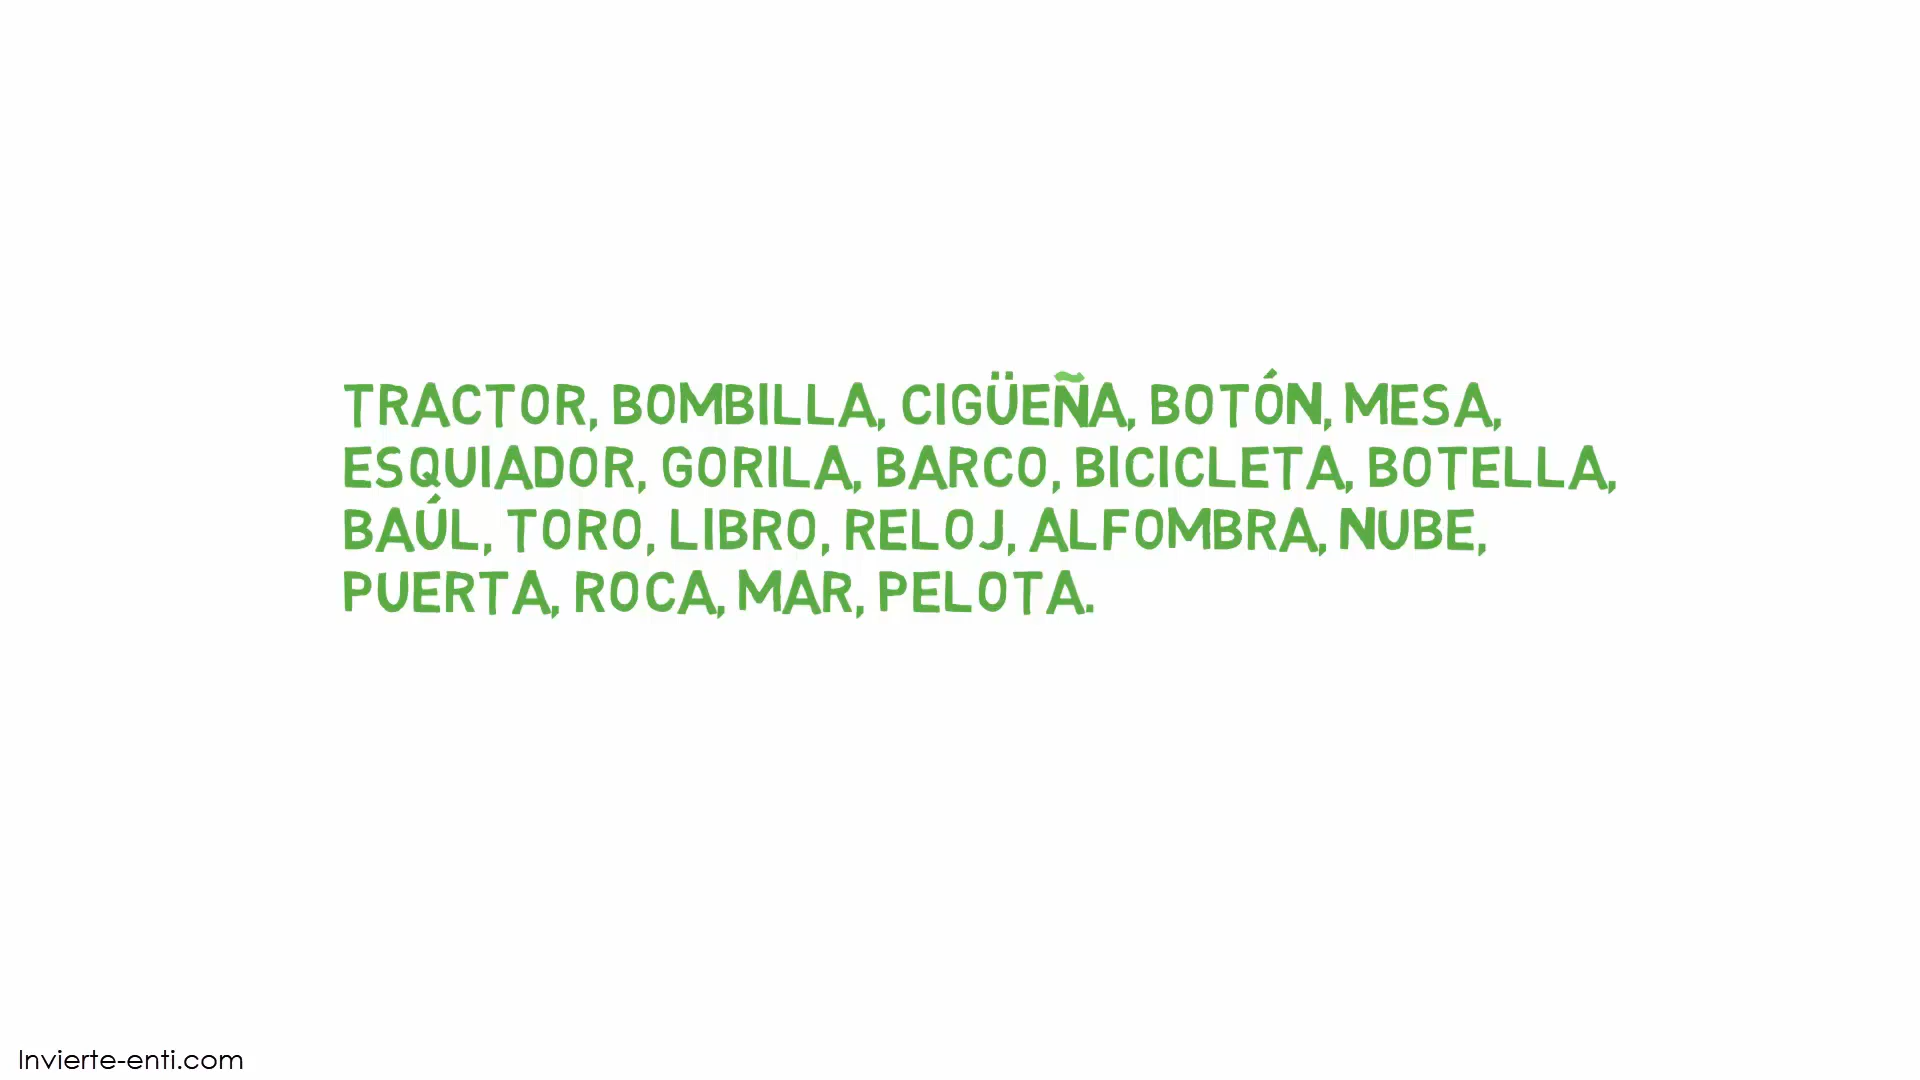 TRACTOR, BOMBILLA, CIGÜEÑA, BOTÓN, MESA,
ESQUIADOR, GORILA, BARCO, BICICLETA, BOTELLA,
BAÚL, TORO, LIBRO, RELOJ, ALFOMBRA, NUBE,
PUERTA, ROCA, MAR, PELOTA.
Invierte-enti.com